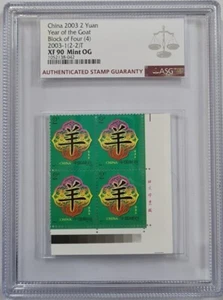 China 2003 2 Yuan
Year of the Goat
Block of Four (4)
2003-1(2-2)T
XF 90 Mint OG
ASG
AUTHENTICATED STAMP GUARANTY
羊 羊
羊 羊